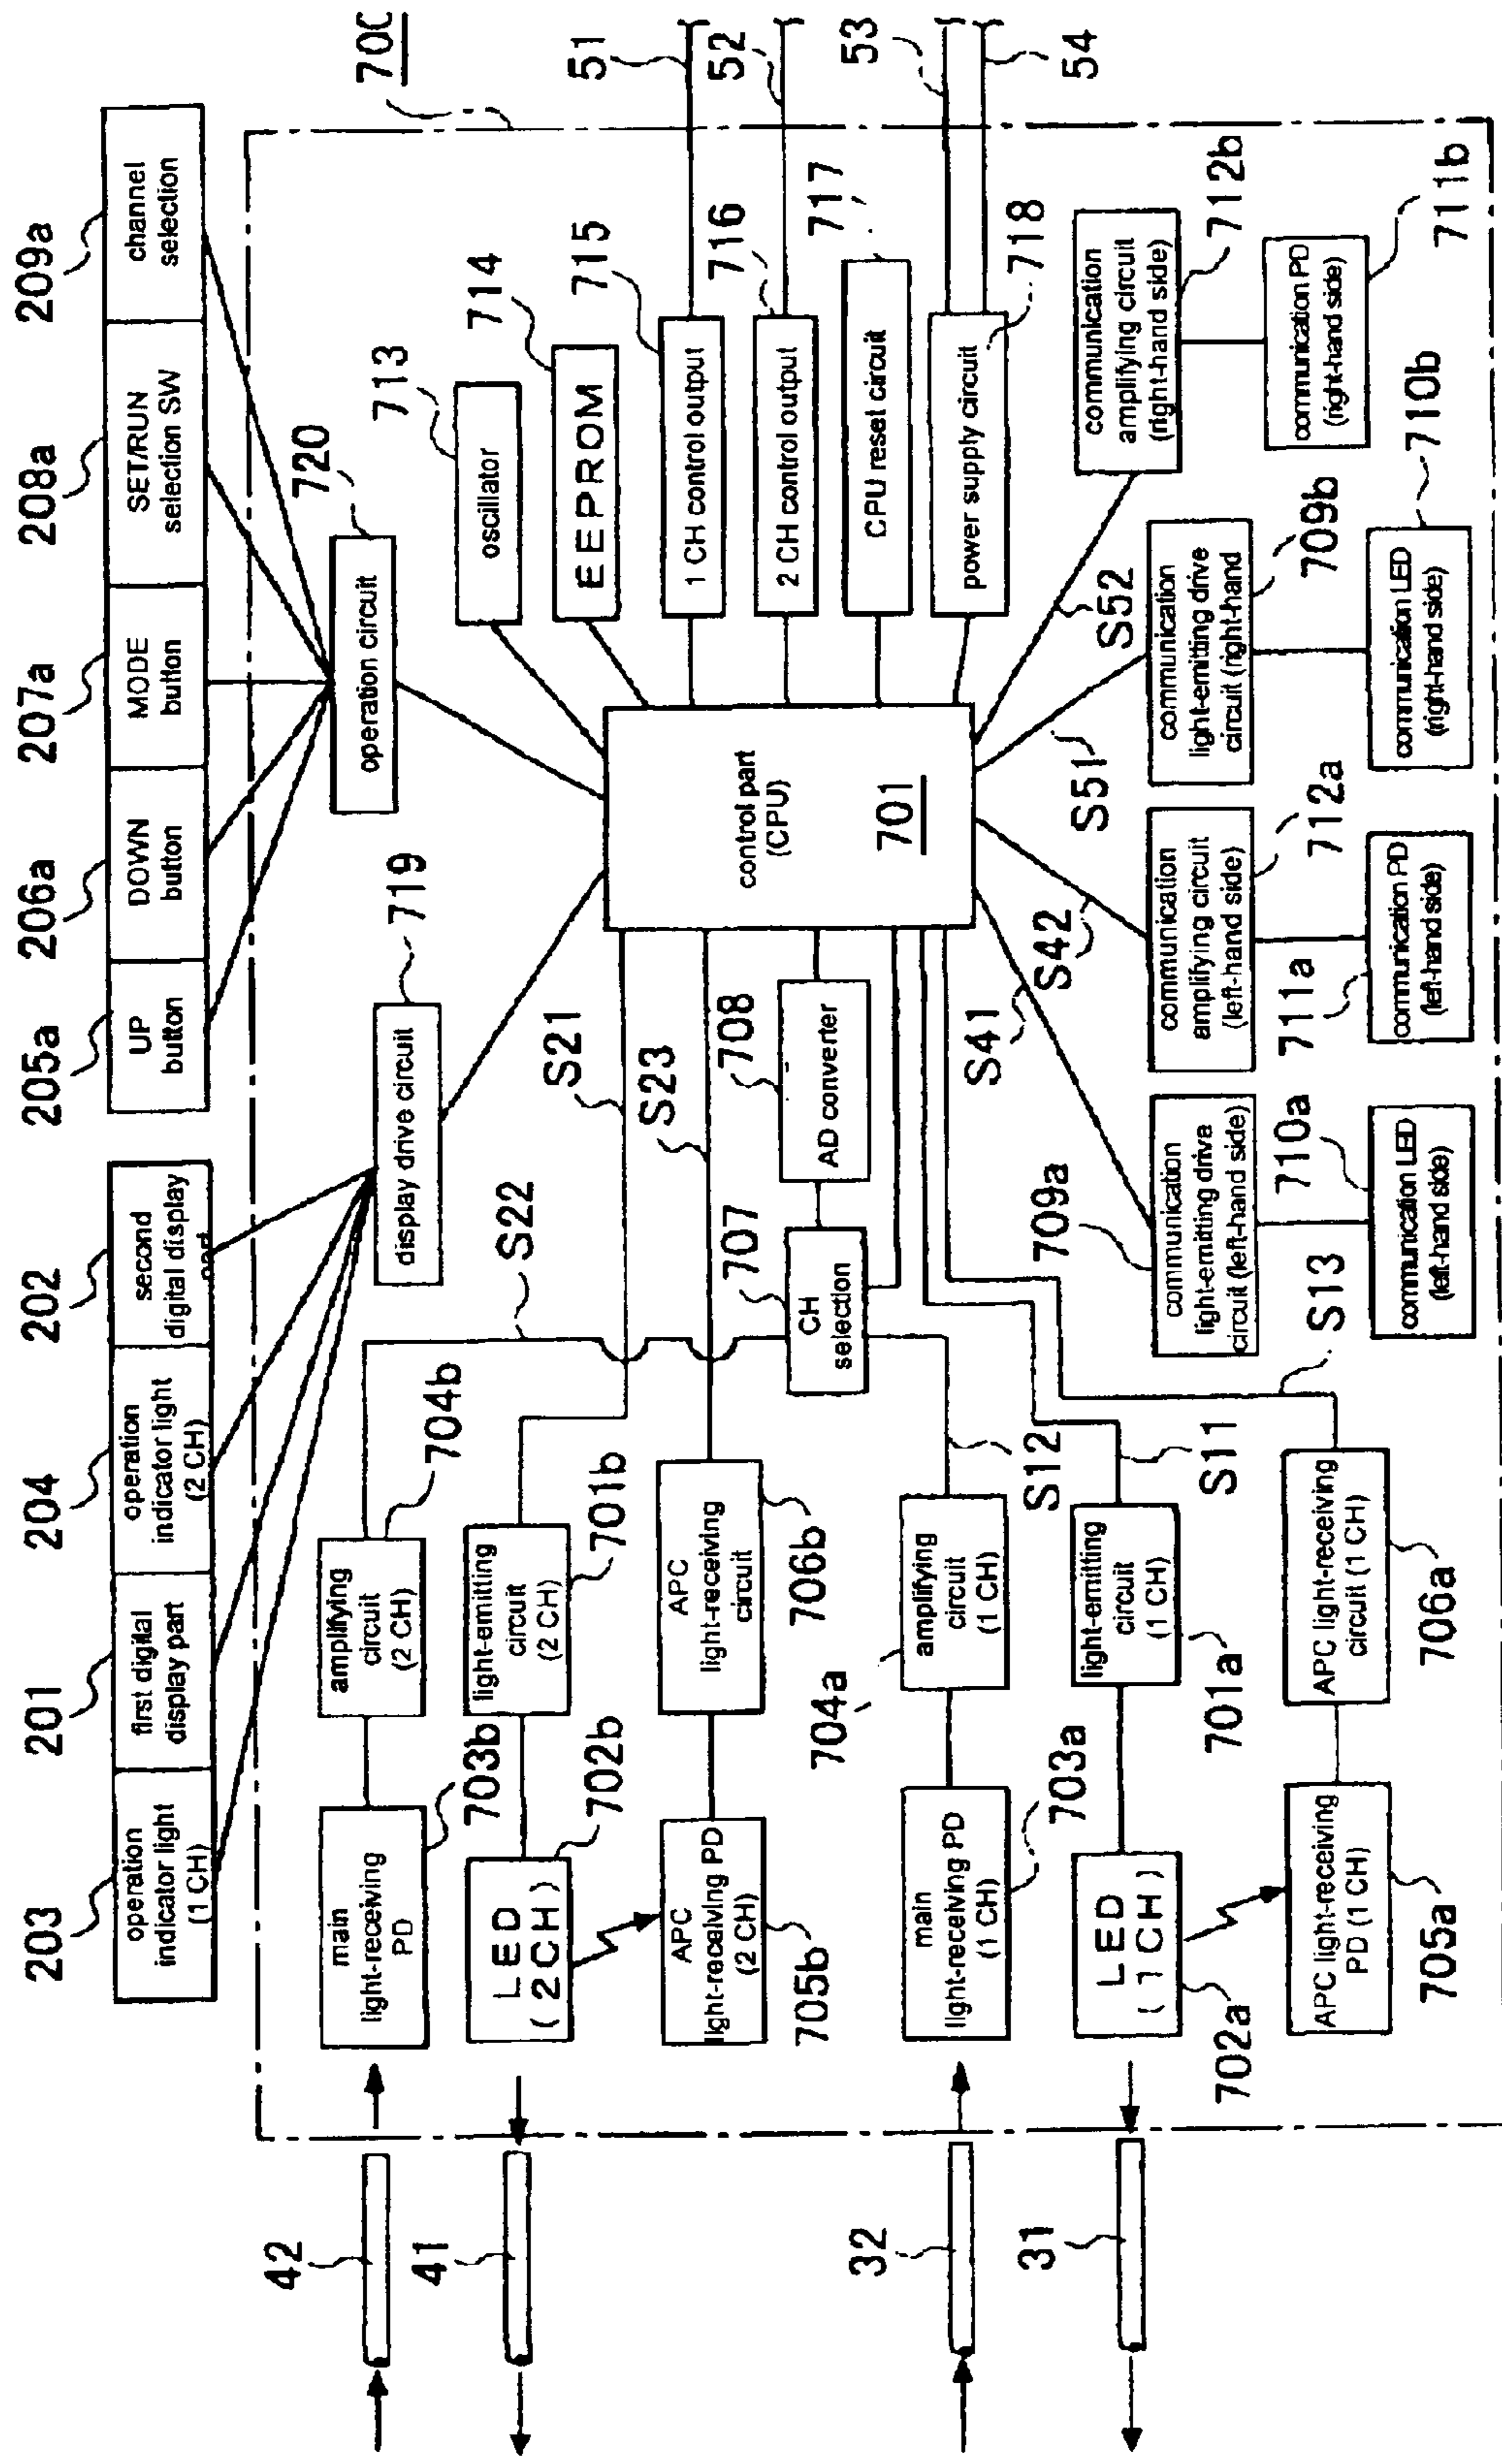 203
201
204
202
205a
206a
207a
208a
209a
operation
indicator light
(1 CH)
first digital
display part
operation
indicator light
(2 CH)
second
digital display
part
UP
button
DOWN
button
MODE
button
SET/RUN
selection SW
channel
selection
700
719
display drive circuit
720
operation circuit
713
oscillator
714
EEPROM
715
1 CH control output
716
2 CH control output
717
CPU reset circuit
718
power supply circuit
51
52
53
54
control part
(CPU)
701
42
main
light-receiving
PD
703b
amplifying
circuit
(2 CH)
704b
S22
41
LED
(2CH)
702b
light-emitting
circuit
(2 CH)
701b
S21
APC
light-receiving PD
(2 CH)
705b
APC
light-receiving
circuit
706b
S23
707
CH
selection
708
AD converter
32
main
light-receiving PD
(1 CH)
703a
704a
amplifying
circuit
(1 CH)
S12
31
LED
(1CH)
702a
light-emitting
circuit
(1 CH)
701a
S11
APC light-receiving
PD (1 CH)
705a
APC light-receiving
circuit (1 CH)
706a
S13
S41
S42
S51
S52
709a
communication
light-emitting drive
circuit (left-hand side)
710a
communication LED
(left-hand side)
communication
amplifying circuit
(left-hand side)
712a
711a
communication PD
(left-hand side)
communication
light-emitting drive
circuit (right-hand
709b
communication LED
(right-hand side)
710b
communication
amplifying circuit
(right-hand side)
712b
communication PD
(right-hand side)
711b